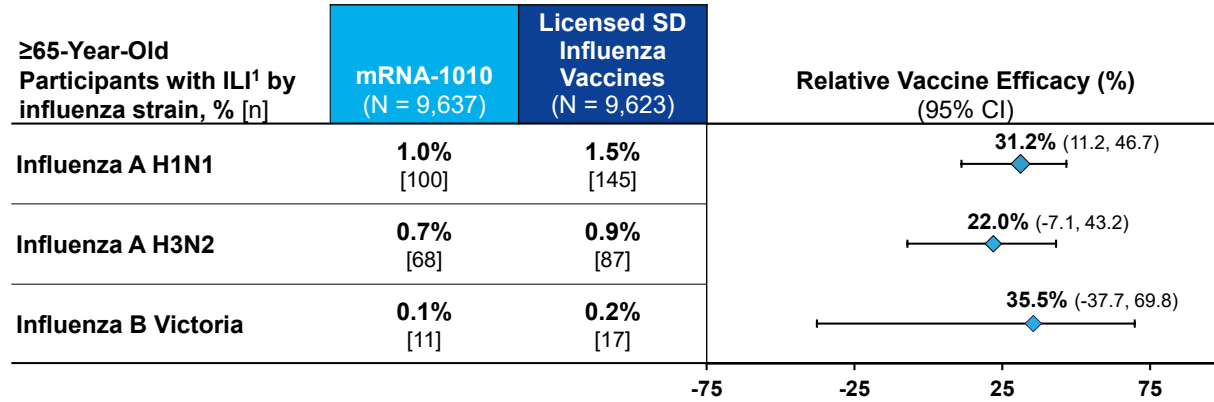 ≥65-Year-Old
Participants with ILI¹ by
influenza strain, % [n]
mRNA-1010
(N = 9,637)
Licensed SD
Influenza
Vaccines
(N = 9,623)
Relative Vaccine Efficacy (%)
(95% CI)
Influenza A H1N1
1.0%
[100]
1.5%
[145]
31.2% (11.2, 46.7)
Influenza A H3N2
0.7%
[68]
0.9%
[87]
22.0% (-7.1, 43.2)
Influenza B Victoria
0.1%
[11]
0.2%
[17]
35.5% (-37.7, 69.8)
-75 -25 25 75